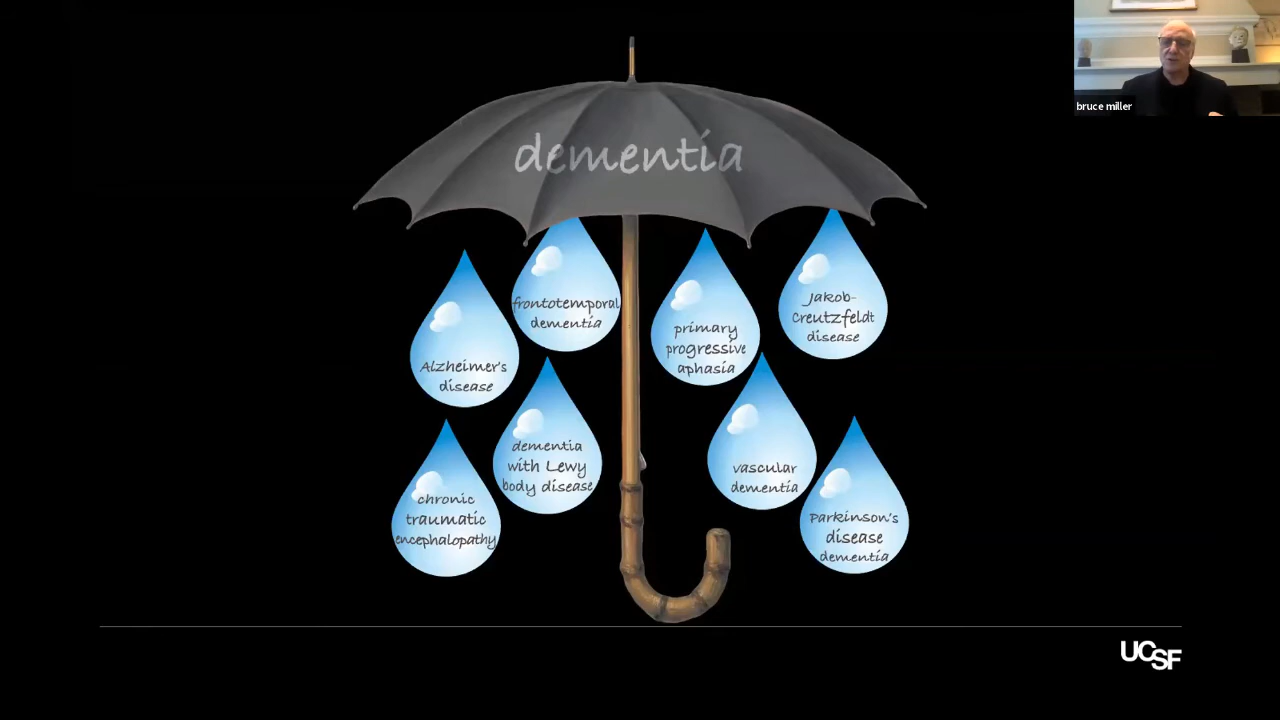 bruce miller
dementia
frontotemporal
dementia
Jakob-
Creutzfeldt
disease
primary
progressive
aphasia
Alzheimer's
disease
dementia
with Lewy
body disease
vascular
dementia
chronic
traumatic
encephalopathy
Parkinson's
disease
dementia
UCSF